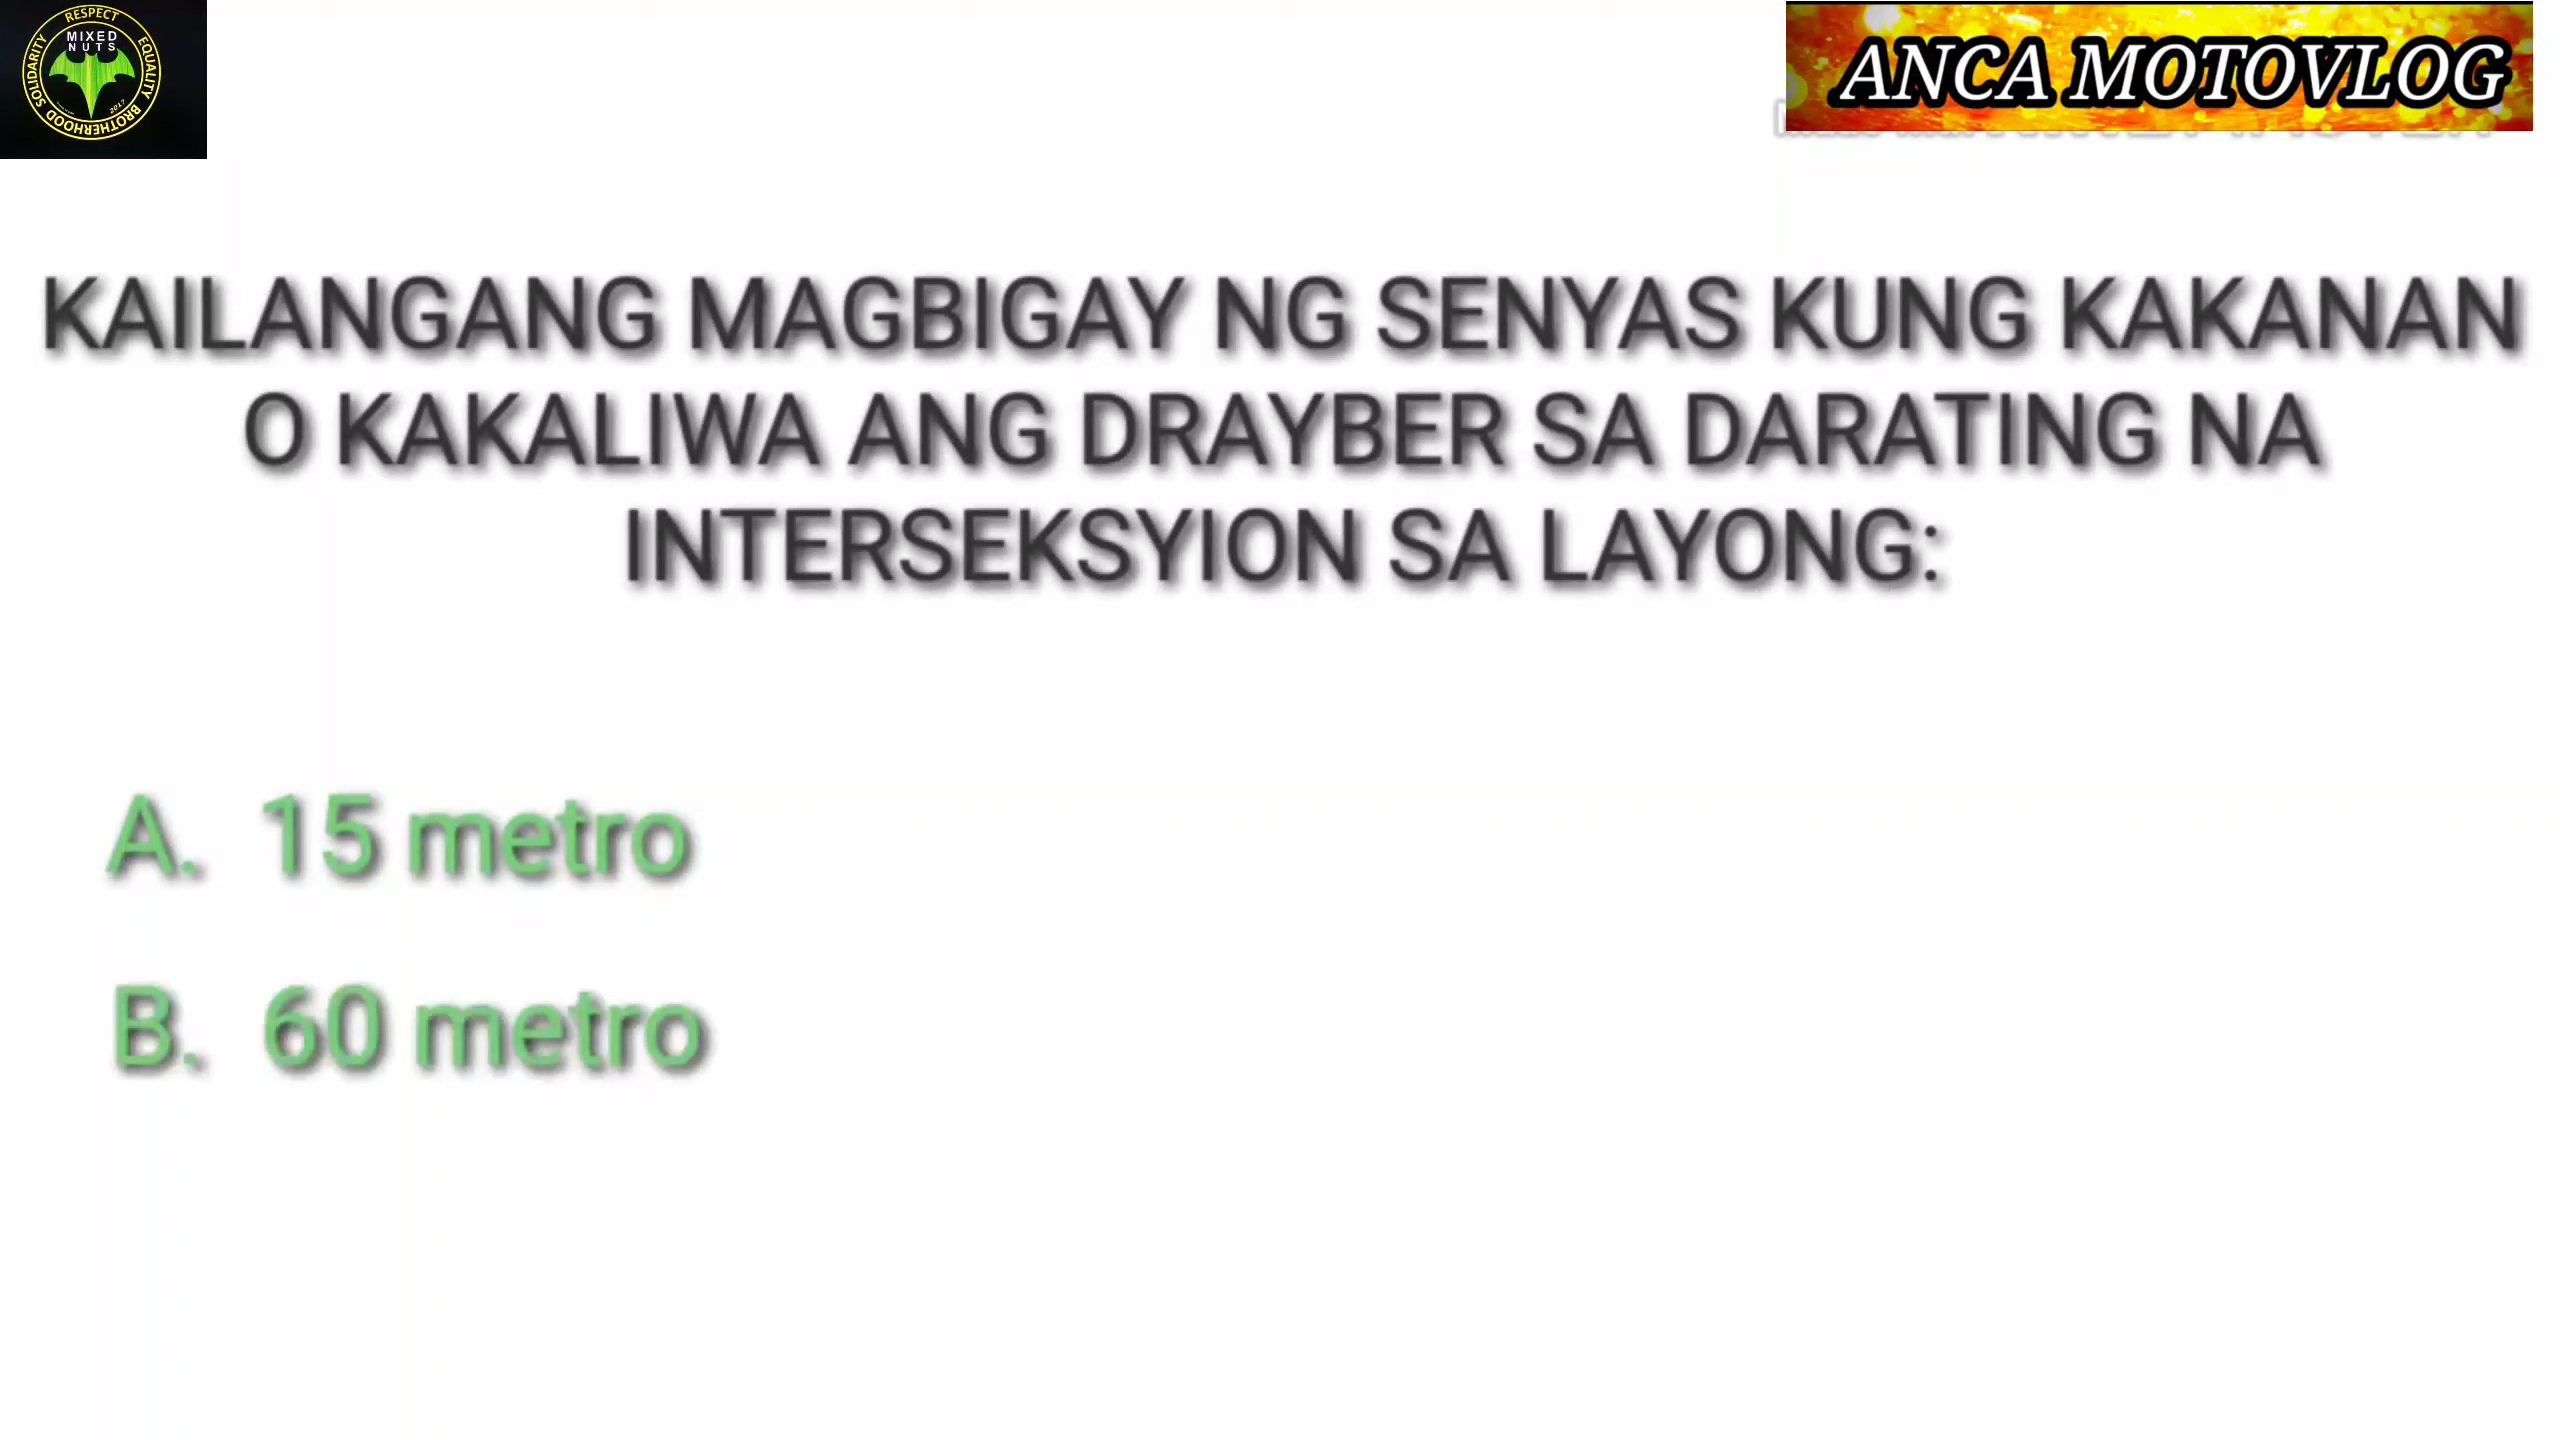 RESPECT
EQUALITY
BROTHERHOOD
SOLIDARITY
MIXED
NUTS
2017
ANCA MOTOVLOG
KAILANGANG MAGBIGAY NG SENYAS KUNG KAKANAN
O KAKALIWA ANG DRAYBER SA DARATING NA
INTERSEKSYION SA LAYONG:
A. 15 metro
B. 60 metro